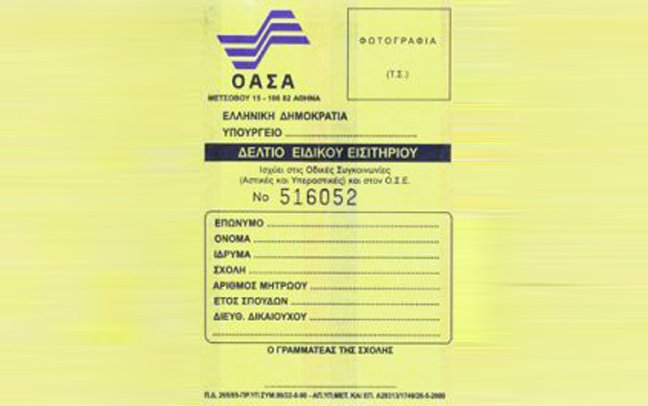 ΟΑΣΑ
ΜΕΤΣΟΒΟΥ 15 - 106 82 ΑΘΗΝΑ
ΦΩΤΟΓΡΑΦΙΑ
(Τ.Σ.)
ΕΛΛΗΝΙΚΗ ΔΗΜΟΚΡΑΤΙΑ
ΥΠΟΥΡΓΕΙΟ
ΔΕΛΤΙΟ ΕΙΔΙΚΟΥ ΕΙΣΙΤΗΡΙΟΥ
Ισχύει στις Οδικές Συγκοινωνίες
(Αστικές και Υπεραστικές) και στον Ο.Σ.Ε.
No 516052
ΕΠΩΝΥΜΟ
ΟΝΟΜΑ
ΙΔΡΥΜΑ
ΣΧΟΛΗ
ΑΡΙΘΜΟΣ ΜΗΤΡΩΟΥ
ΕΤΟΣ ΣΠΟΥΔΩΝ
ΔΙΕΥΘ. ΔΙΚΑΙΟΥΧΟΥ
Ο ΓΡΑΜΜΑΤΕΑΣ ΤΗΣ ΣΧΟΛΗΣ